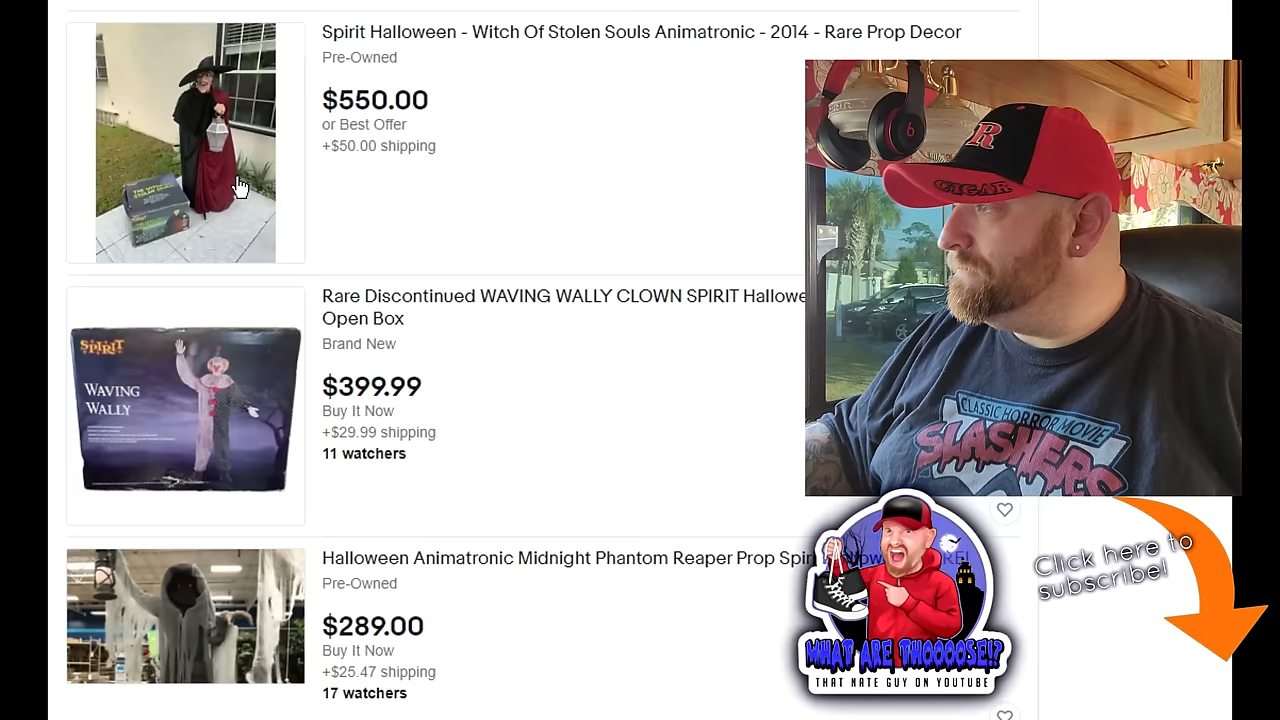 Spirit Halloween - Witch Of Stolen Souls Animatronic - 2014 - Rare Prop Decor
Pre-Owned
$550.00
or Best Offer
+$50.00 shipping
Rare Discontinued WAVING WALLY CLOWN SPIRIT Hallowe
Open Box
Brand New
$399.99
Buy It Now
+$29.99 shipping
11 watchers
SPIRIT
WAVING
WALLY
Halloween Animatronic Midnight Phantom Reaper Prop Spiri
Pre-Owned
$289.00
Buy It Now
+$25.47 shipping
17 watchers
R
CIGAR
CLASSIC HORROR MOVIE
SLASHERS
WHAT ARE THOOOOSE!?
THAT NATE GUY ON YOUTUBE
Click here to
subscribe!